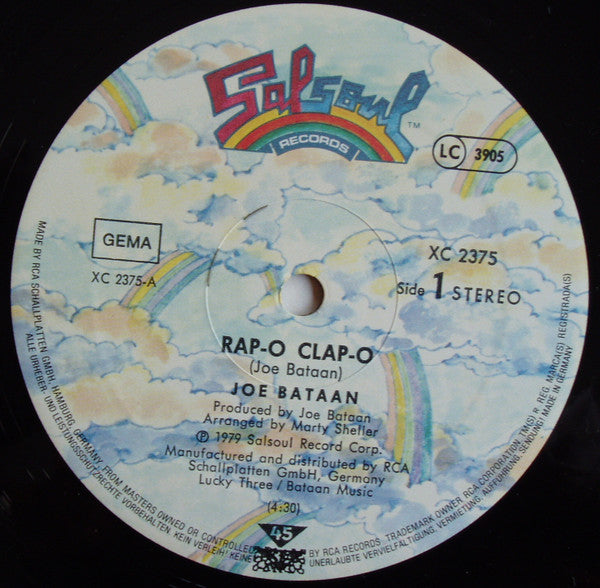 Salsoul
RECORDS
TM
LC 3905
GEMA
XC 2375-A
XC 2375
Side 1 STEREO
RAP-O CLAP-O
(Joe Bataan)
JOE BATAAN
Produced by Joe Bataan
Arranged by Marty Sheller
℗ 1979 Salsoul Record Corp.
Manufactured and distributed by RCA
Schallplatten GmbH, Germany
Lucky Three / Bataan Music
(4:30)
45
MADE BY RCA SCHALLPLATTEN GMBH, HAMBURG, GERMANY, FROM MASTERS OWNED OR CONTROLLED BY RCA RECORDS. TRADEMARK OWNER RCA CORPORATION. TM(S) ® REG. MARCA(S) REGISTRADA(S)
ALLE URHEBER- UND LEISTUNGSSCHUTZRECHTE VORBEHALTEN. KEIN VERLEIH! KEINE UNERLAUBTE VERVIELFÄLTIGUNG, VERMIETUNG, AUFFÜHRUNG, SENDUNG! MADE IN GERMANY